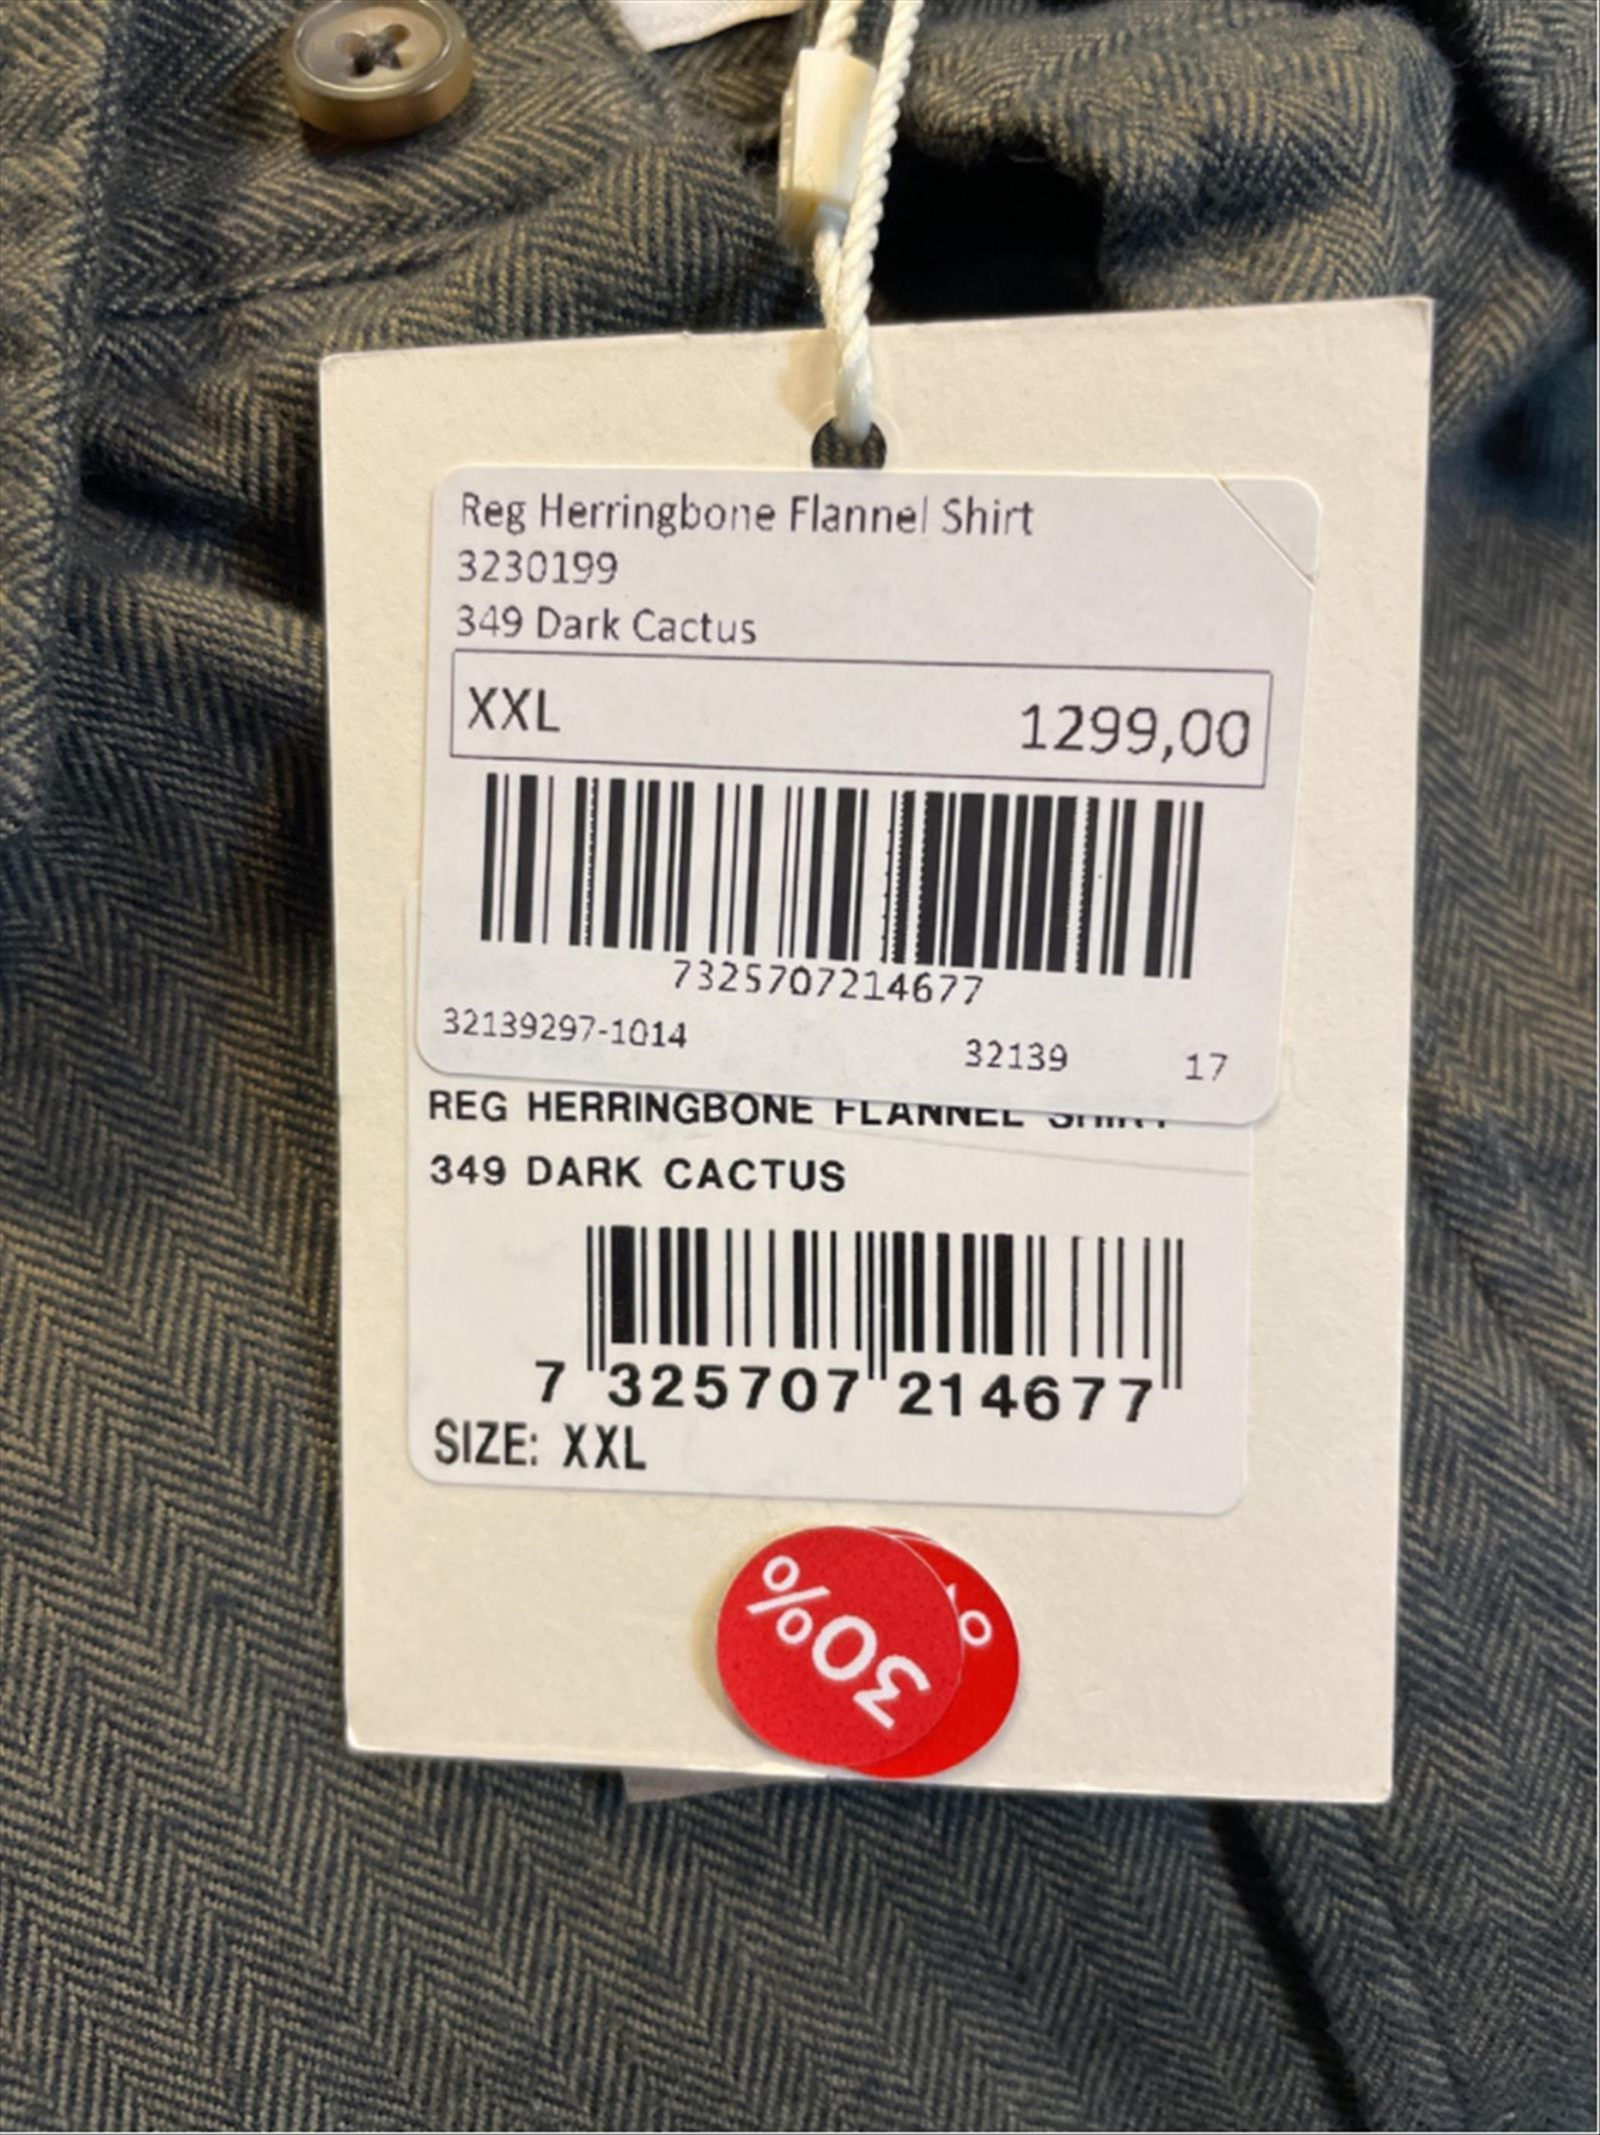 Reg Herringbone Flannel Shirt
3230199
349 Dark Cactus
XXL 1299,00
7325707214677
32139297-1014 32139 17
REG HERRINGBONE FLANNEL SHIRT
349 DARK CACTUS
7 325707 214677
SIZE: XXL
30%